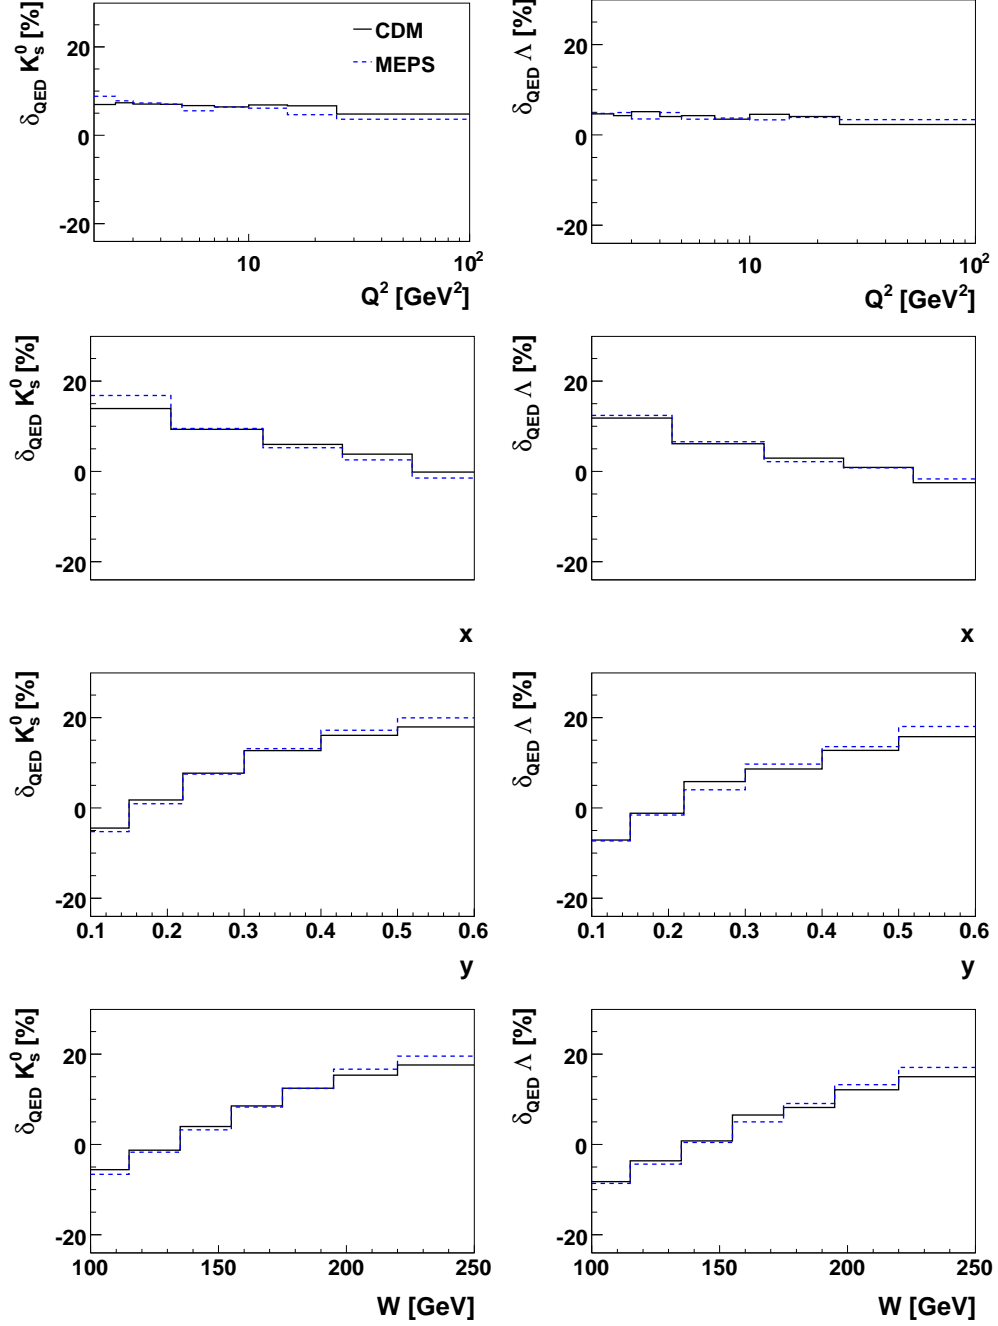 δQED K⁰s [%]
20
0
-20
CDM
MEPS
10
10²
Q² [GeV²]
δQED Λ [%]
20
0
-20
10
10²
Q² [GeV²]
δQED K⁰s [%]
20
0
-20
x
δQED Λ [%]
20
0
-20
x
δQED K⁰s [%]
20
0
-20
0.1 0.2 0.3 0.4 0.5 0.6
y
δQED Λ [%]
20
0
-20
0.1 0.2 0.3 0.4 0.5 0.6
y
δQED K⁰s [%]
20
0
-20
100 150 200 250
W [GeV]
δQED Λ [%]
20
0
-20
100 150 200 250
W [GeV]